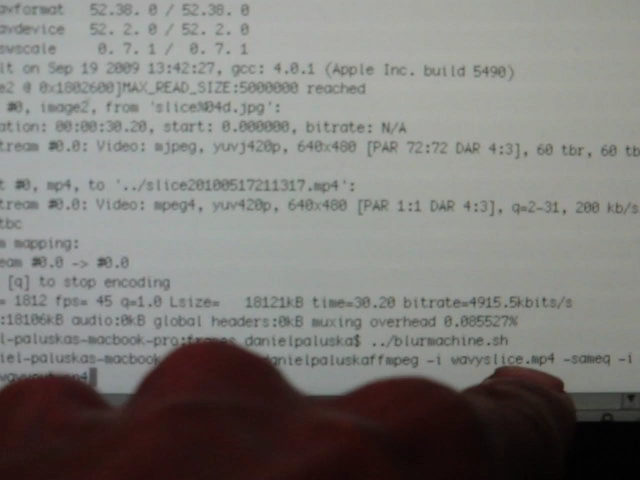 avformat 52.38. 0 / 52.38. 0
avdevice 52. 2. 0 / 52. 2. 0
swscale 0. 7. 1 / 0. 7. 1
lt on Sep 19 2009 13:42:27, gcc: 4.0.1 (Apple Inc. build 5490)
e2 @ 0x1802600]MAX_READ_SIZE:5000000 reached
#0, image2, from 'slice%04d.jpg':
ation: 00:00:30.20, start: 0.000000, bitrate: N/A
tream #0.0: Video: mjpeg, yuvj420p, 640x480 [PAR 72:72 DAR 4:3], 60 tbr, 60 tb
t #0, mp4, to '../slice20100517211317.mp4':
tream #0.0: Video: mpeg4, yuv420p, 640x480 [PAR 1:1 DAR 4:3], q=2-31, 200 kb/s
tbc
m mapping:
eam #0.0 -> #0.0
[q] to stop encoding
= 1812 fps= 45 q=1.0 Lsize= 18121kB time=30.20 bitrate=4915.5kbits/s
:18106kB audio:0kB global headers:0kB muxing overhead 0.085527%
el-paluskas-macbook-pro:frames danielpaluska$ ../blurmachine.sh
iel-paluskas-macbook danielpaluskaffmpeg -i wavyslice.mp4 -sameq -i